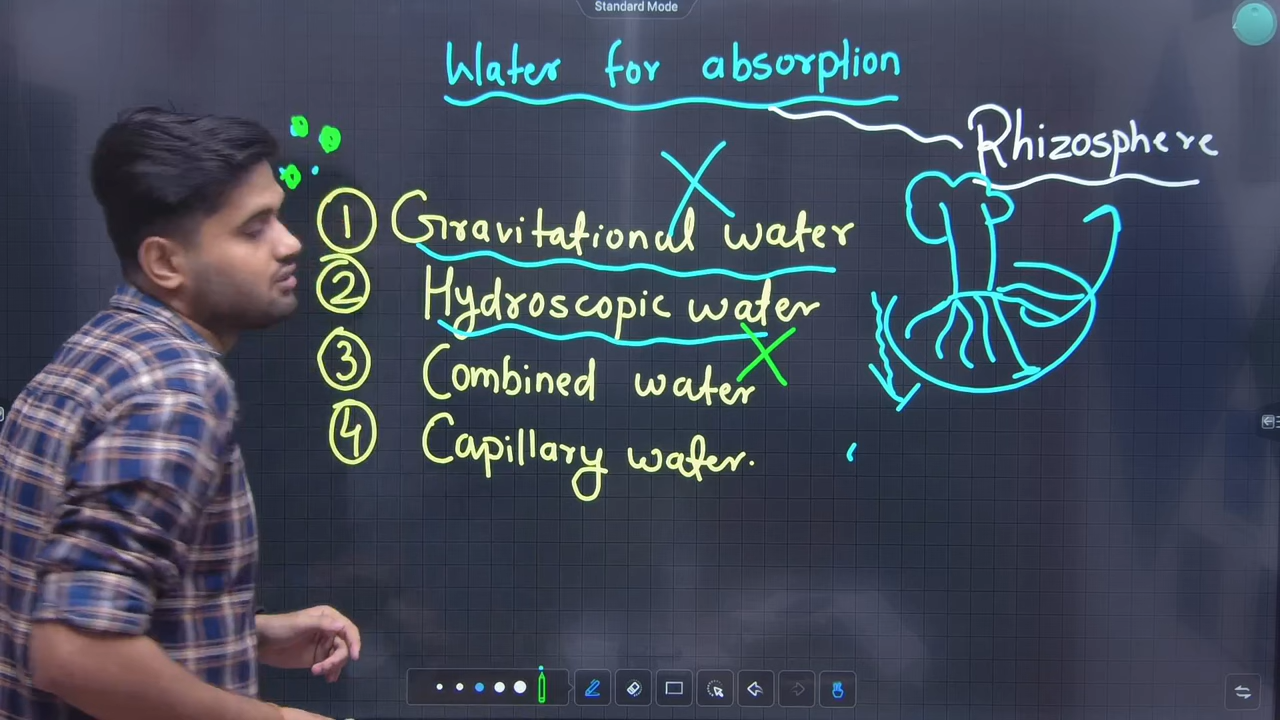 Standard Mode
Water for absorption
Rhizosphere
1 Gravitational water
2 Hydroscopic water
3 Combined water
4 Capillary water.